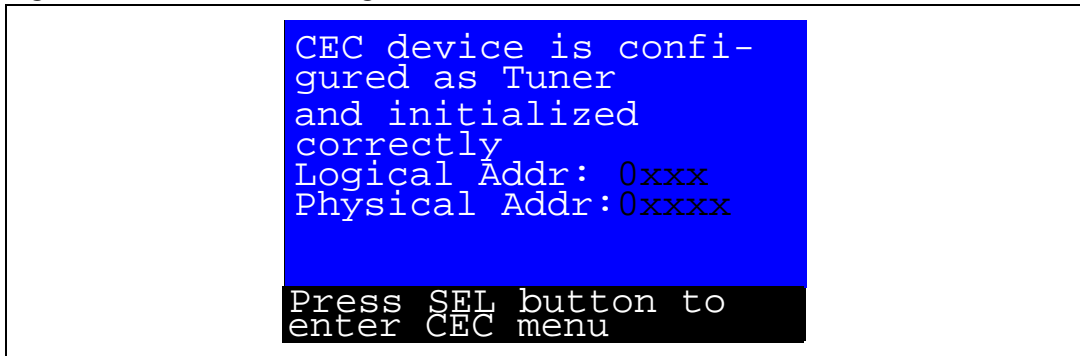 CEC device is confi-
gured as Tuner
and initialized
correctly
Logical Addr: 0xxx
Physical Addr:0xxxx
Press SEL button to
enter CEC menu